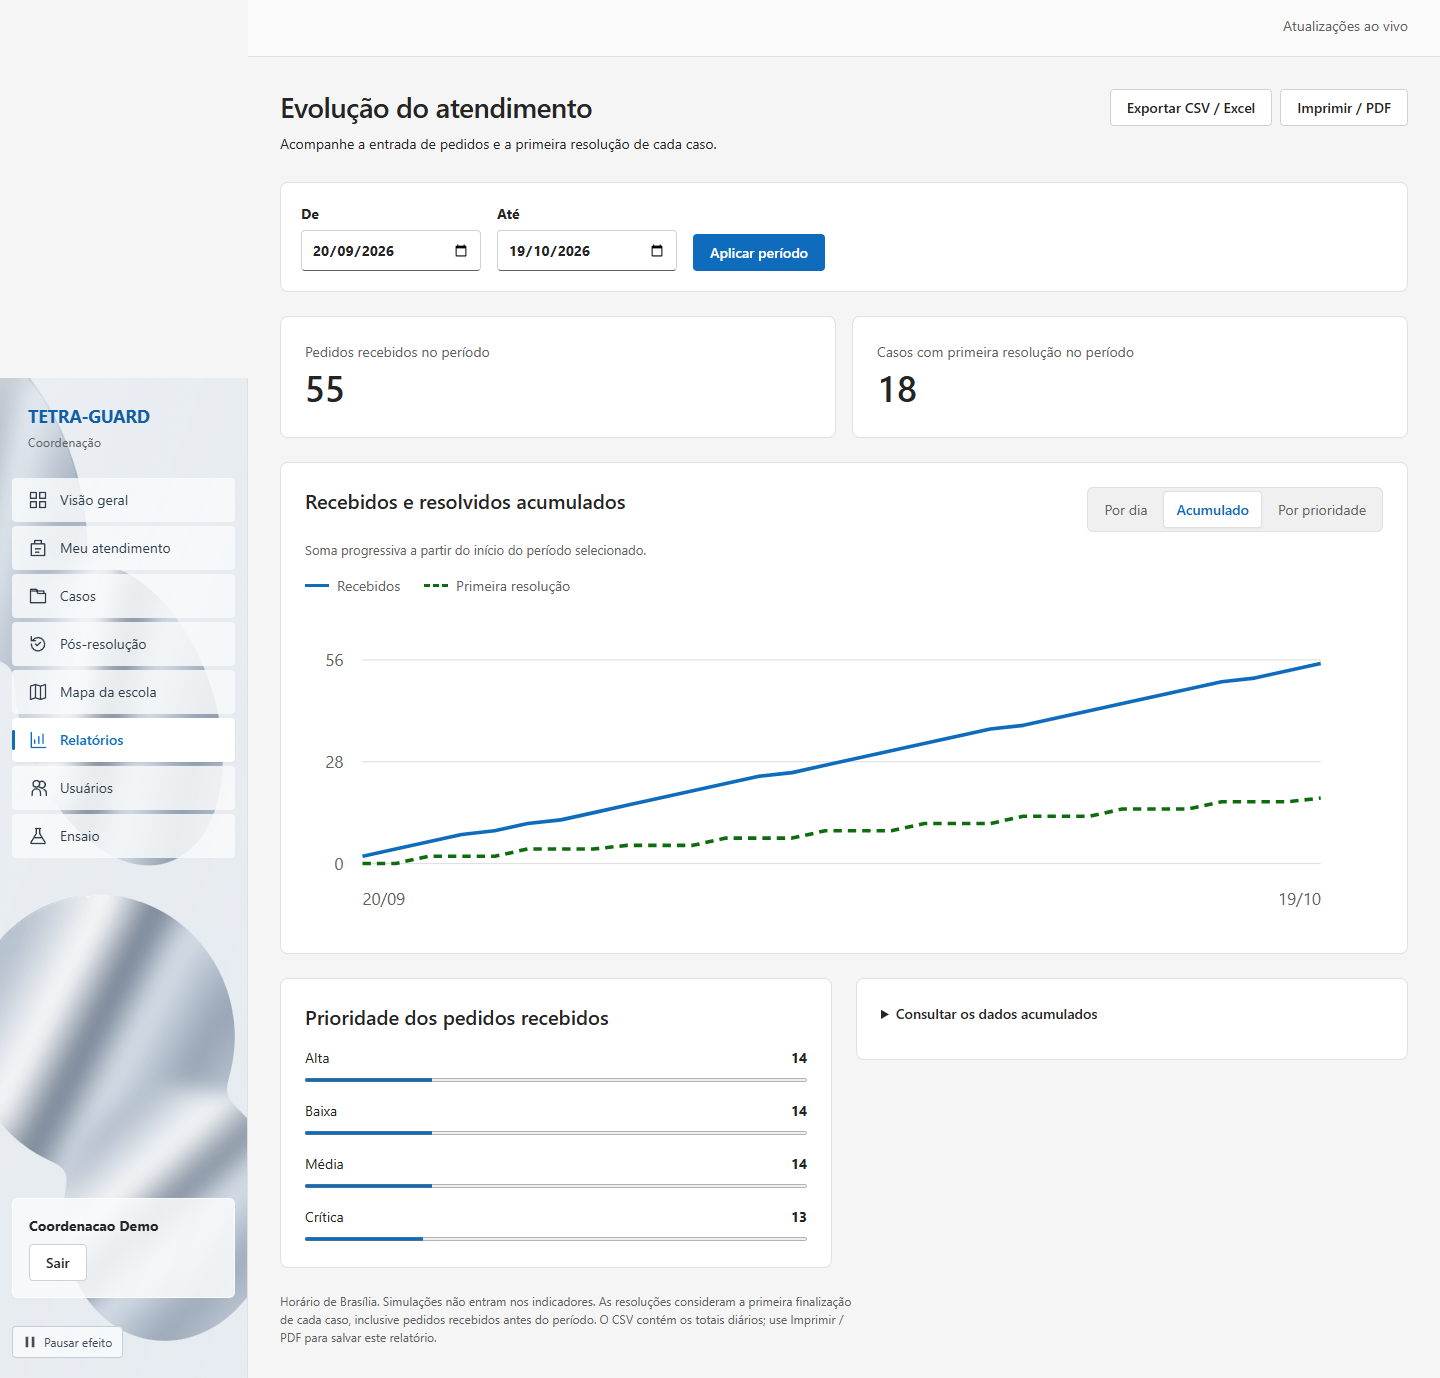 Atualizações ao vivo
Evolução do atendimento
Acompanhe a entrada de pedidos e a primeira resolução de cada caso.
Exportar CSV / Excel
Imprimir / PDF
De
20/09/2026
Até
19/10/2026
Aplicar período
Pedidos recebidos no período
55
Casos com primeira resolução no período
18
TETRA-GUARD
Coordenação
Visão geral
Meu atendimento
Casos
Pós-resolução
Mapa da escola
Relatórios
Usuários
Ensaio
Coordenacao Demo
Sair
Pausar efeito
Recebidos e resolvidos acumulados
Por dia
Acumulado
Por prioridade
Soma progressiva a partir do início do período selecionado.
Recebidos
Primeira resolução
56
28
0
20/09
19/10
Prioridade dos pedidos recebidos
Alta 14
Baixa 14
Média 14
Crítica 13
Consultar os dados acumulados
Horário de Brasília. Simulações não entram nos indicadores. As resoluções consideram a primeira finalização
de cada caso, inclusive pedidos recebidos antes do período. O CSV contém os totais diários; use Imprimir /
PDF para salvar este relatório.